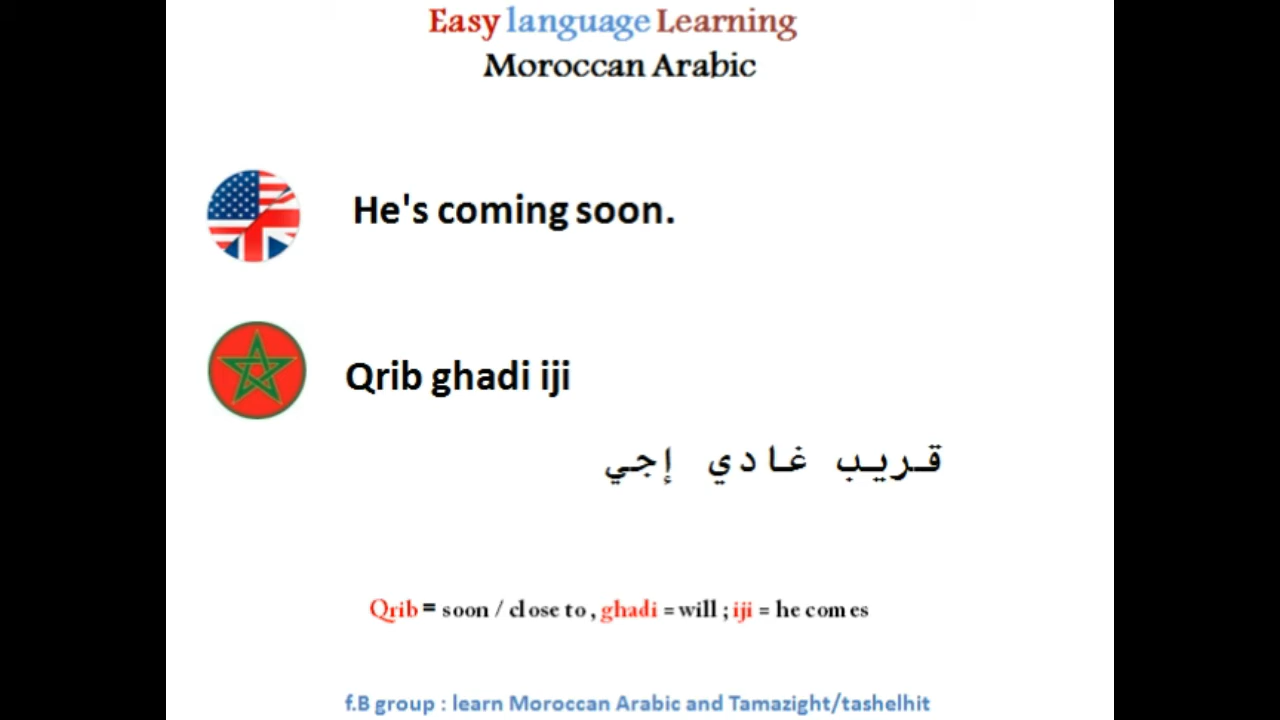 Easy language Learning
Moroccan Arabic
He's coming soon.
Qrib ghadi iji
قريب غادي إجي
Qrib = soon / close to , ghadi = will ; iji = he comes
f.B group : learn Moroccan Arabic and Tamazight/tashelhit